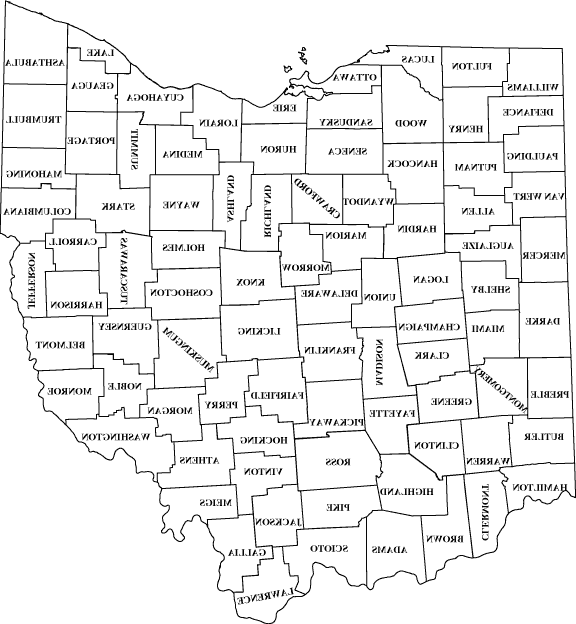 LAKE
ASHTABULA
GEAUGA
CUYAHOGA
LUCAS
FULTON
WILLIAMS
OTTAWA
ERIE
LORAIN
SANDUSKY
WOOD
HENRY
DEFIANCE
TRUMBULL
PORTAGE
SUMMIT
MEDINA
HURON
SENECA
HANCOCK
PUTNAM
PAULDING
MAHONING
COLUMBIANA
STARK
WAYNE
ASHLAND
RICHLAND
CRAWFORD
WYANDOT
HARDIN
ALLEN
VAN WERT
CARROLL
JEFFERSON
TUSCARAWAS
HOLMES
KNOX
MORROW
MARION
AUGLAIZE
MERCER
HARRISON
COSHOCTON
DELAWARE
UNION
LOGAN
SHELBY
DARKE
BELMONT
GUERNSEY
MUSKINGUM
LICKING
FRANKLIN
MADISON
CHAMPAIGN
CLARK
MIAMI
MONROE
NOBLE
MORGAN
PERRY
FAIRFIELD
PICKAWAY
FAYETTE
GREENE
MONTGOMERY
PREBLE
WASHINGTON
ATHENS
HOCKING
VINTON
ROSS
CLINTON
WARREN
BUTLER
MEIGS
JACKSON
PIKE
HIGHLAND
CLERMONT
HAMILTON
GALLIA
LAWRENCE
SCIOTO
ADAMS
BROWN